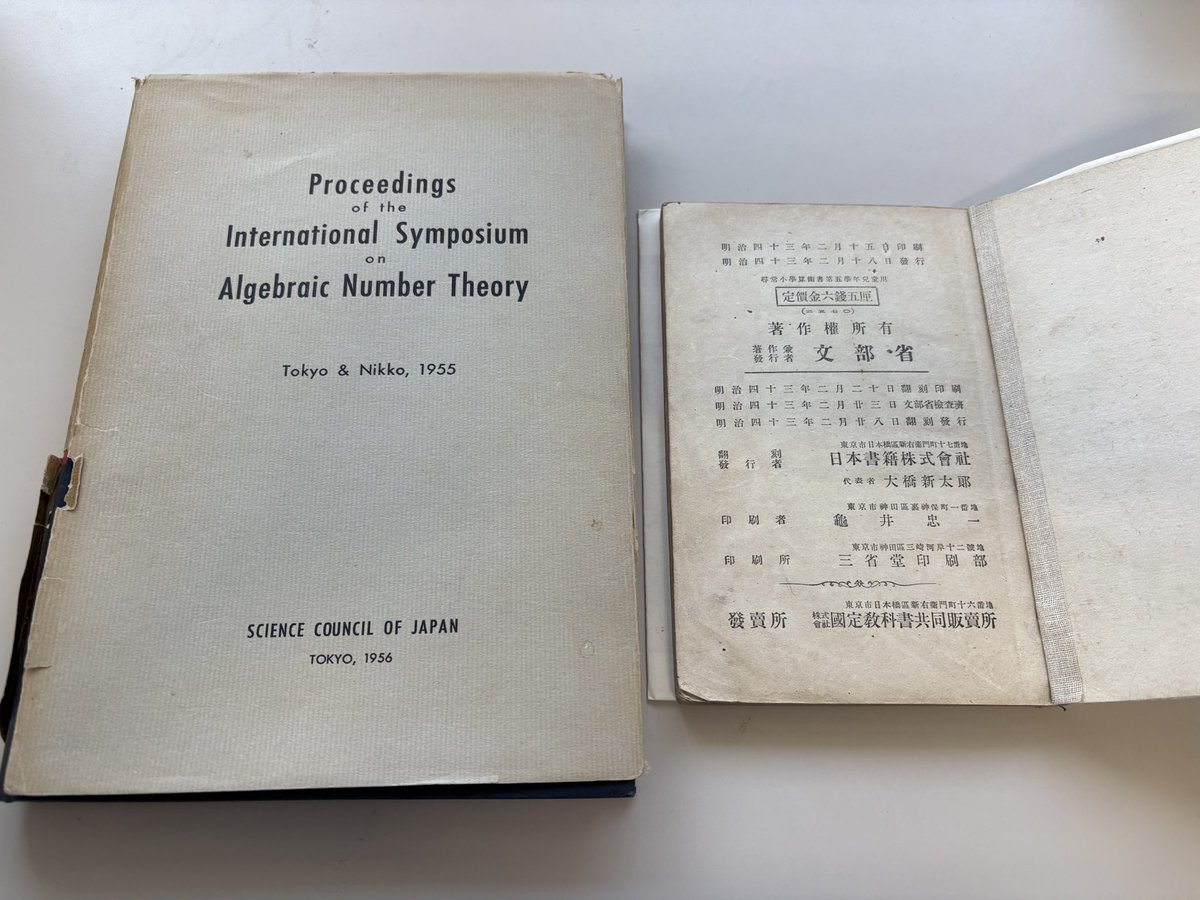 Proceedings
of the
International Symposium
on
Algebraic Number Theory
Tokyo & Nikko, 1955
SCIENCE COUNCIL OF JAPAN
TOKYO, 1956
明治四十三年二月十五日印刷
明治四十三年二月十八日發行
尋常小學算術書第五學年兒童用
定價金六錢五厘
(二五七〇)
著作權所有
著作兼發行者 文部省
明治四十三年二月二十日翻刻印刷
明治四十三年二月廿三日文部省檢查濟
明治四十三年二月廿八日翻刻發行
東京市日本橋區新右衞門町十七番地
翻刻發行者 日本書籍株式會社
代表者 大橋新太郞
東京市神田區裏神保町一番地
印刷者 龜井忠一
東京市神田區三崎河岸十二號地
印刷所 三省堂印刷部
東京市日本橋區新右衞門町十六番地
發賣所 株式會社國定敎科書共同販賣所